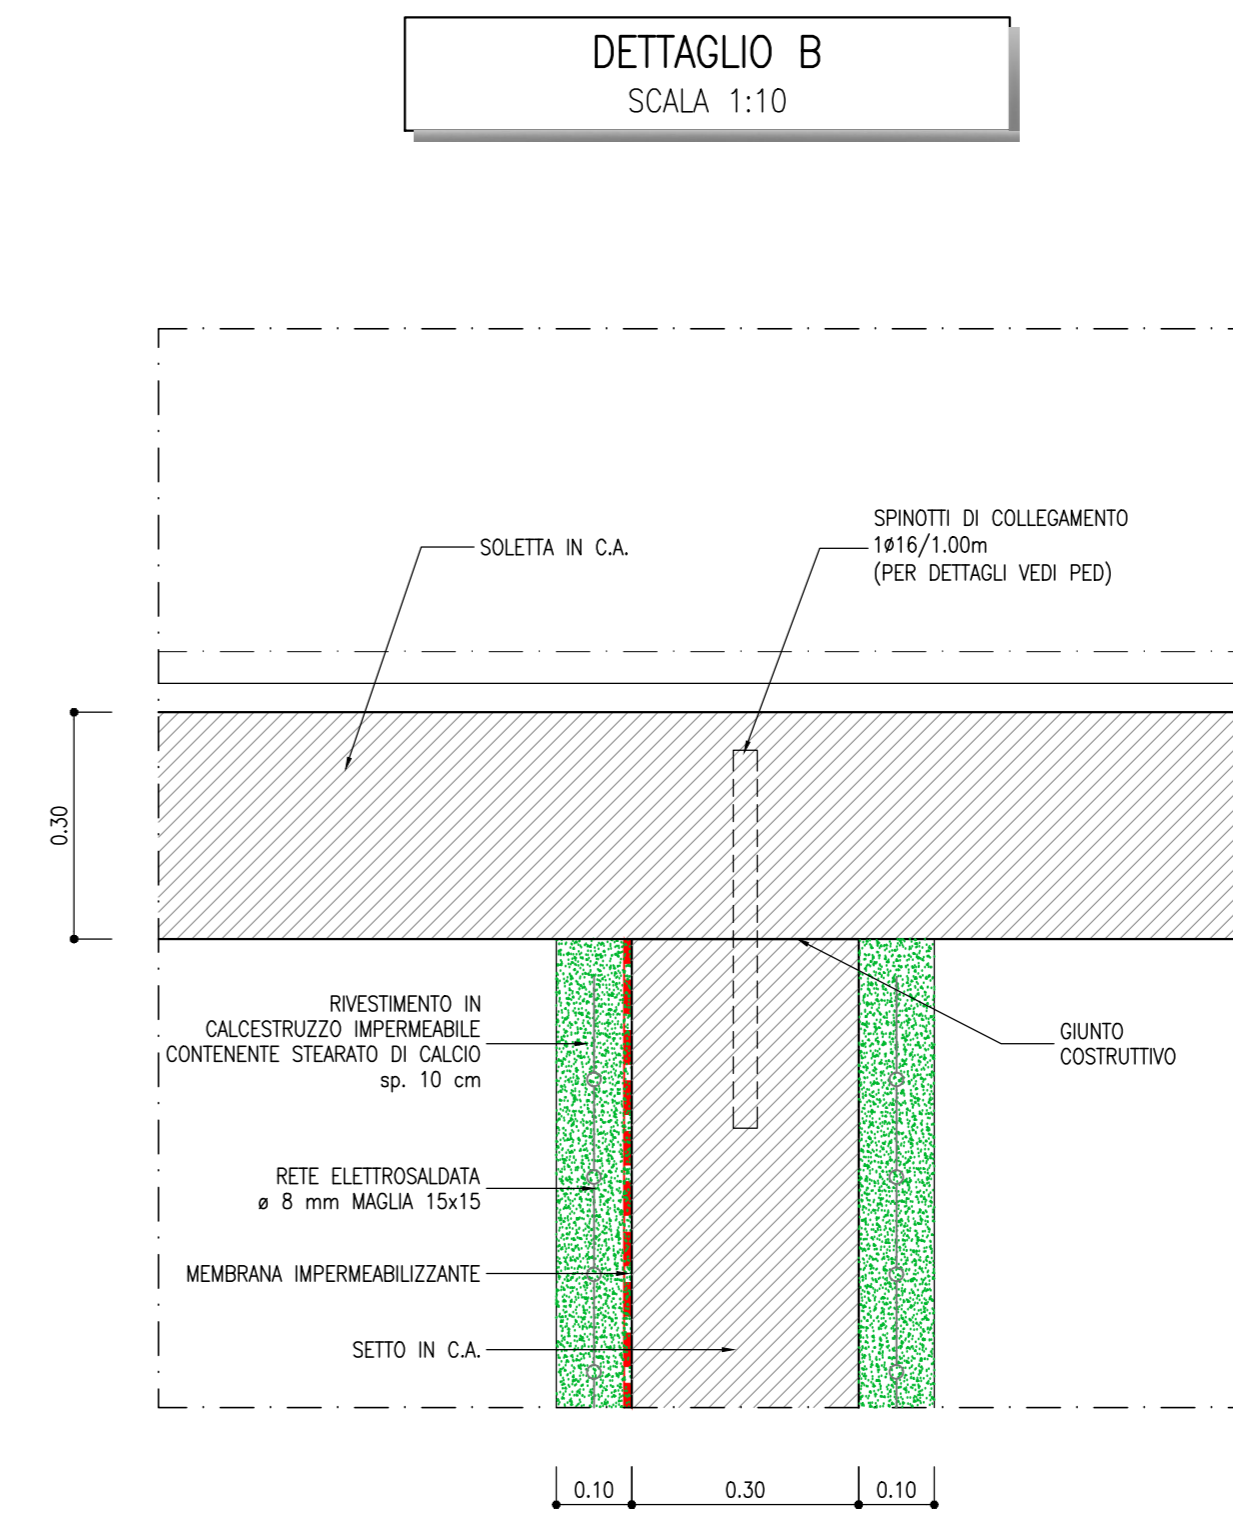 DETTAGLIO B
SCALA 1:10
SPINOTTI DI COLLEGAMENTO
1ø16/1.00m
(PER DETTAGLI VEDI PED)
SOLETTA IN C.A.
0.30
RIVESTIMENTO IN
CALCESTRUZZO IMPERMEABILE
CONTENENTE STEARATO DI CALCIO
sp. 10 cm
GIUNTO
COSTRUTTIVO
RETE ELETTROSALDATA
ø 8 mm MAGLIA 15x15
MEMBRANA IMPERMEABILIZZANTE
SETTO IN C.A.
0.10
0.30
0.10